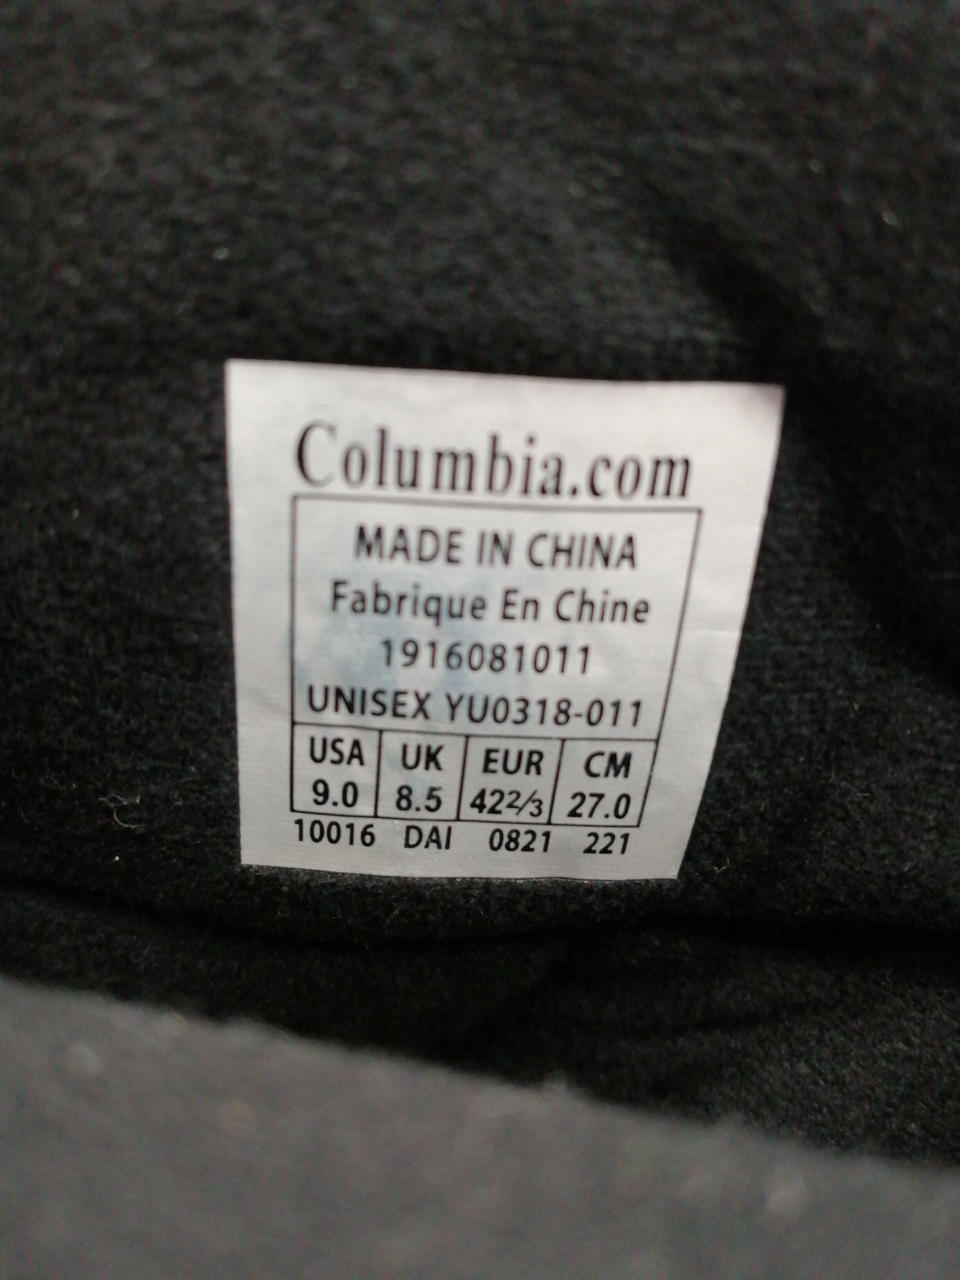 Columbia.com
MADE IN CHINA
Fabrique En Chine
1916081011
UNISEX YU0318-011
USA UK EUR CM
9.0 8.5 42⅔ 27.0
10016 DAI 0821 221